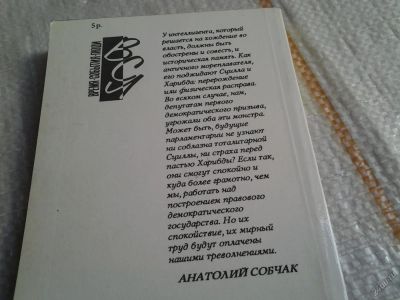 5 р.
ВРЕМЯ·СОБЫТИЯ·ЛЮДИ
У интеллигента, который
решается на хождение во
власть, должны быть
обострены и совесть, и
историческая память. Как
античного мореплавателя,
его поджидают Сцилла и
Харибда: перерождение
или физическая расправа.
Во всяком случае, нам,
депутатам первого
демократического призыва,
угрожали оба эти монстра.
Может быть, будущие
парламентарии не узнают
ни соблазна тоталитарной
Сциллы, ни страха перед
пастью Харибды? Если так,
они смогут спокойно и
куда более грамотно, чем
мы, работать над
построением правового
демократического
государства. Но их
спокойствие, их мирный
труд будут оплачены
нашими треволнениями.
АНАТОЛИЙ СОБЧАК